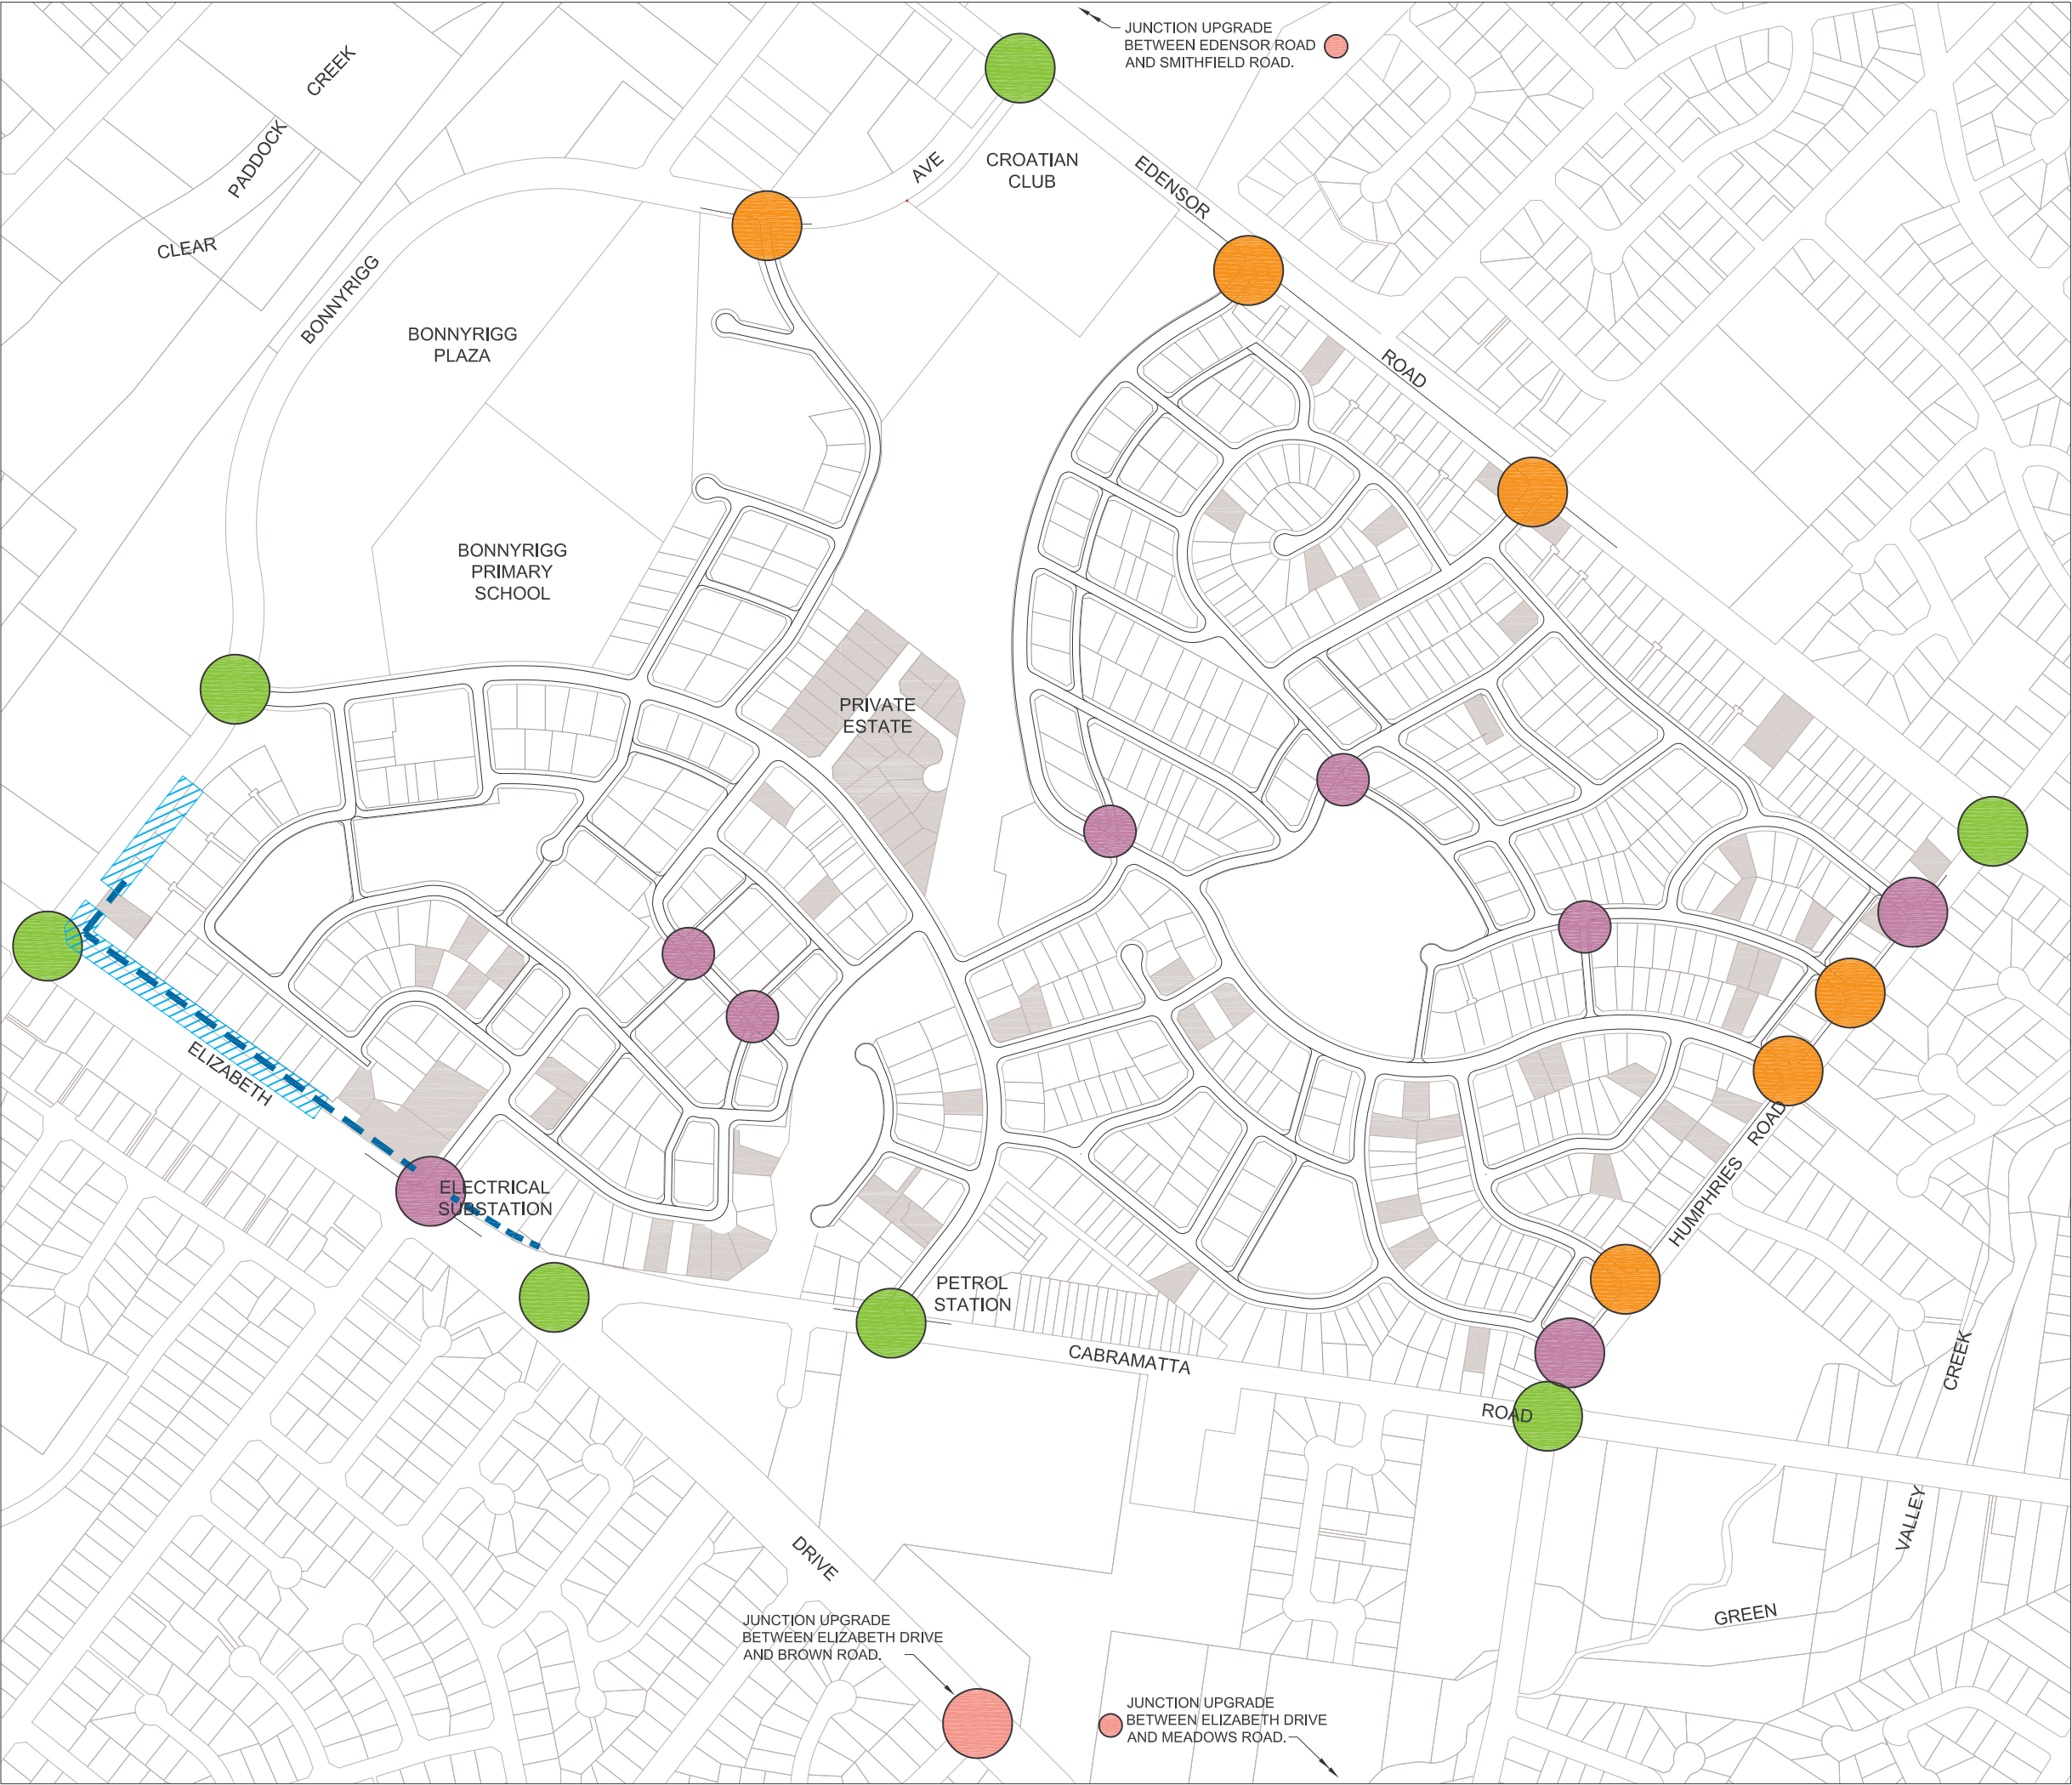 JUNCTION UPGRADE
BETWEEN EDENSOR ROAD
AND SMITHFIELD ROAD.
CREEK
PADDOCK
CLEAR
AVE
CROATIAN
CLUB
EDENSOR
BONNYRIGG
BONNYRIGG
PLAZA
ROAD
BONNYRIGG
PRIMARY
SCHOOL
PRIVATE
ESTATE
ELIZABETH
ROAD
HUMPHRIES
ELECTRICAL
SUBSTATION
PETROL
STATION
CABRAMATTA
CREEK
ROAD
VALLEY
DRIVE
GREEN
JUNCTION UPGRADE
BETWEEN ELIZABETH DRIVE
AND BROWN ROAD.
JUNCTION UPGRADE
BETWEEN ELIZABETH DRIVE
AND MEADOWS ROAD.